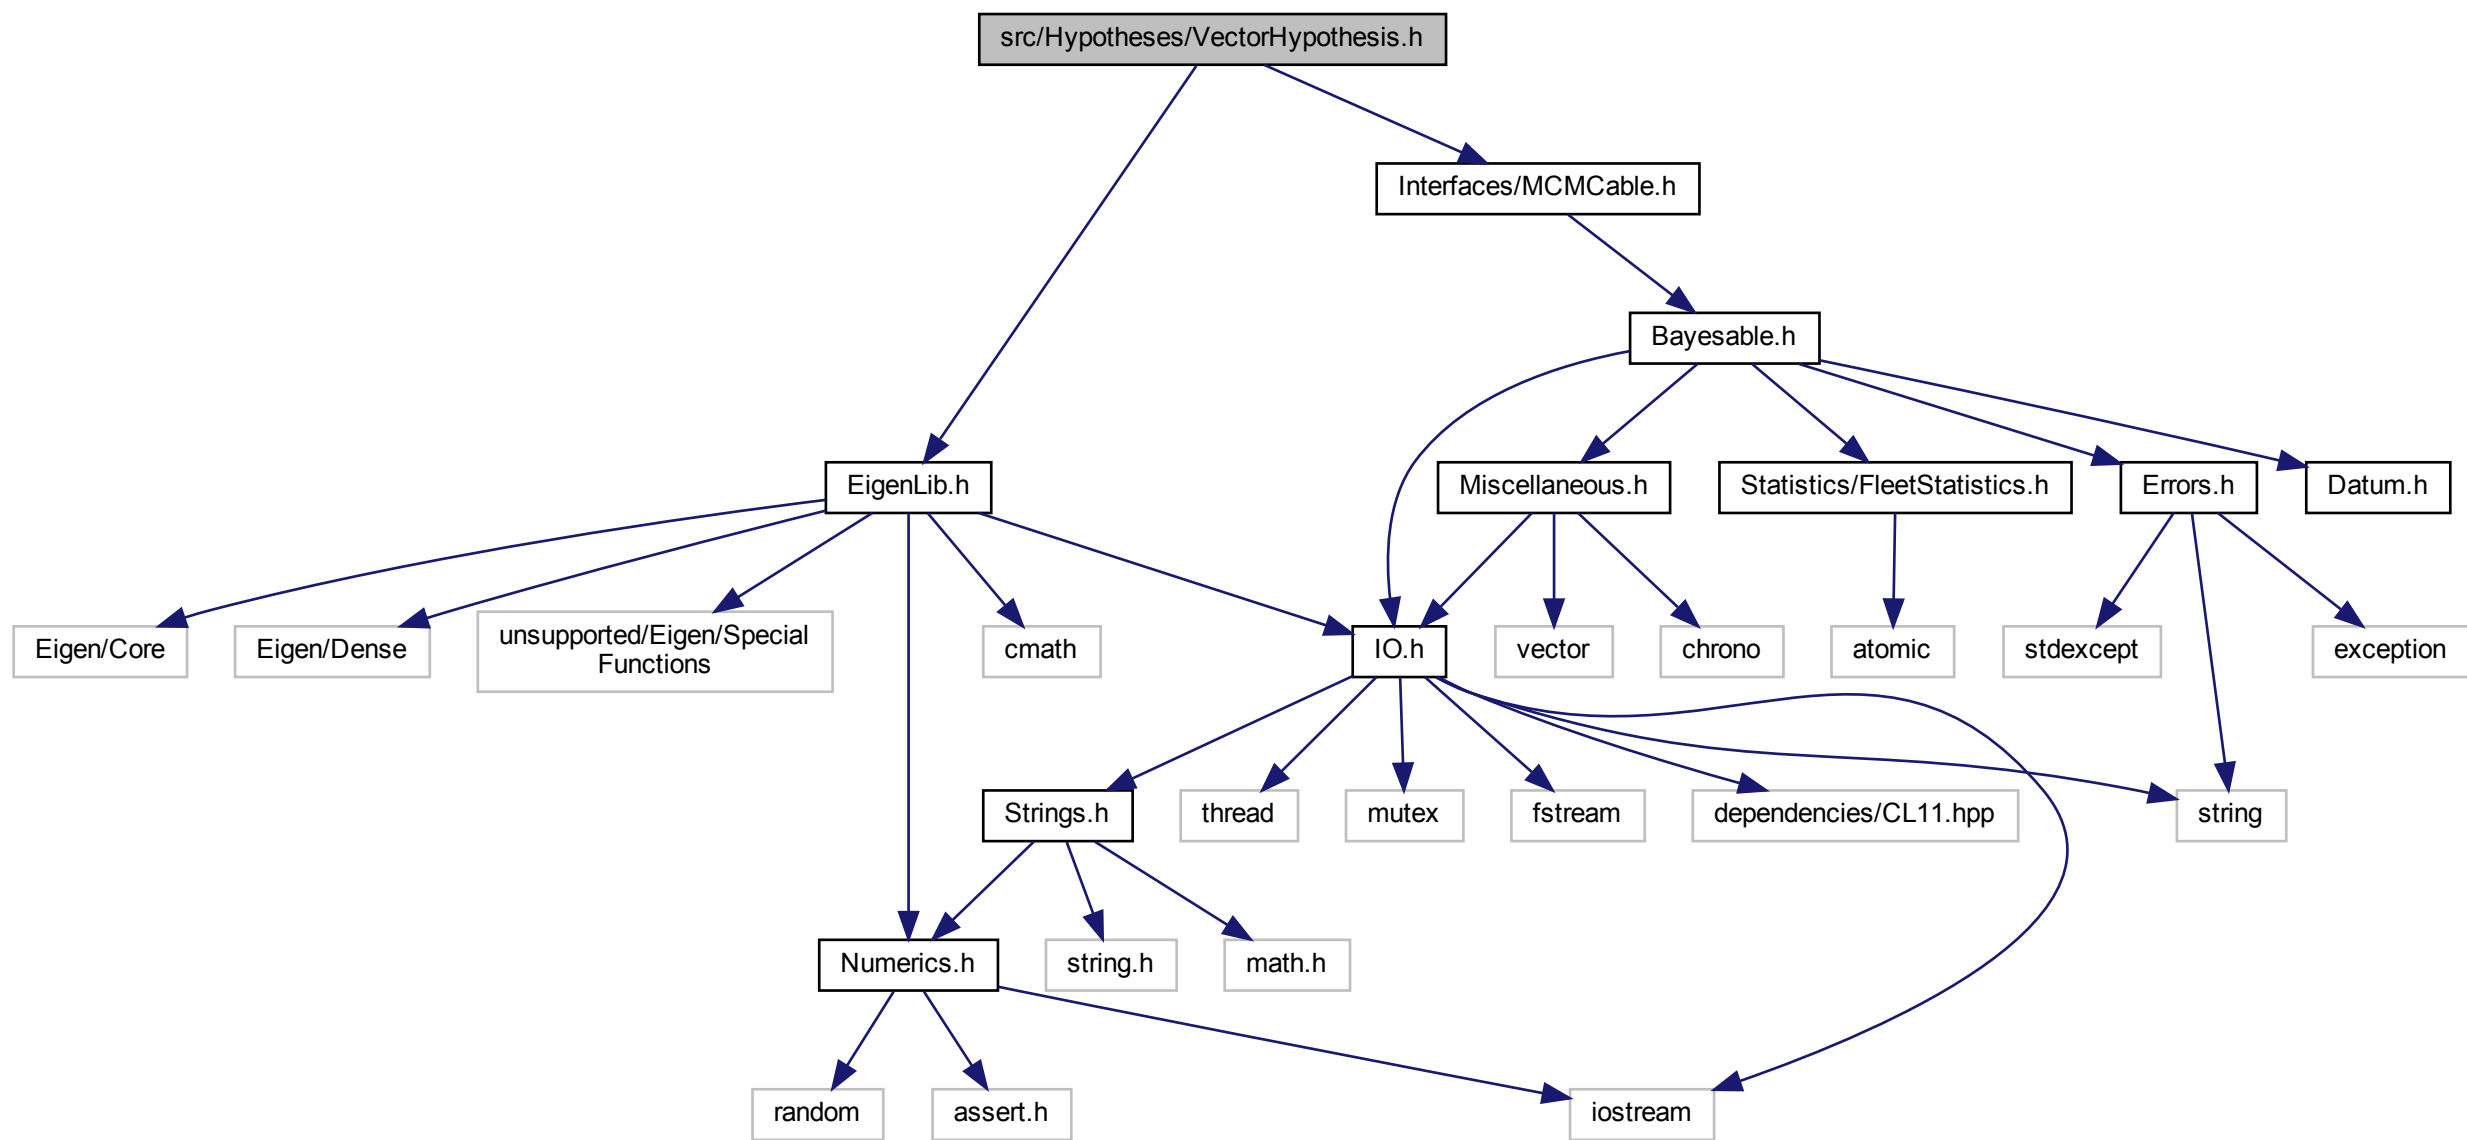 src/Hypotheses/VectorHypothesis.h
Interfaces/MCMCable.h
Bayesable.h
EigenLib.h
Miscellaneous.h
Statistics/FleetStatistics.h
Errors.h
Datum.h
Eigen/Core
Eigen/Dense
unsupported/Eigen/Special
Functions
cmath
IO.h
vector
chrono
atomic
stdexcept
exception
Strings.h
thread
mutex
fstream
dependencies/CL11.hpp
string
Numerics.h
string.h
math.h
random
assert.h
iostream